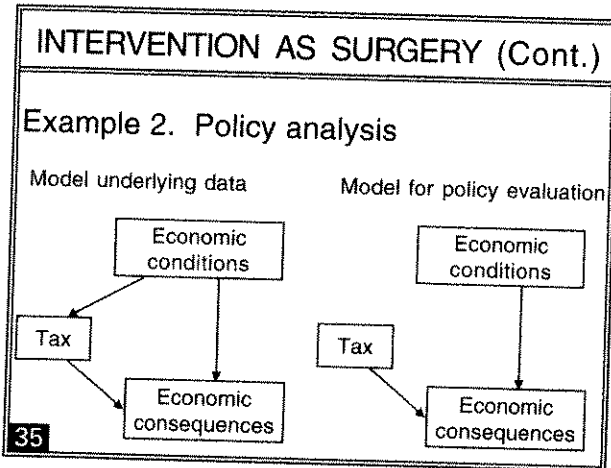 INTERVENTION AS SURGERY (Cont.)
Example 2. Policy analysis
Model underlying data
Model for policy evaluation
Economic
conditions
Tax
Economic
consequences
Economic
conditions
Tax
Economic
consequences
35